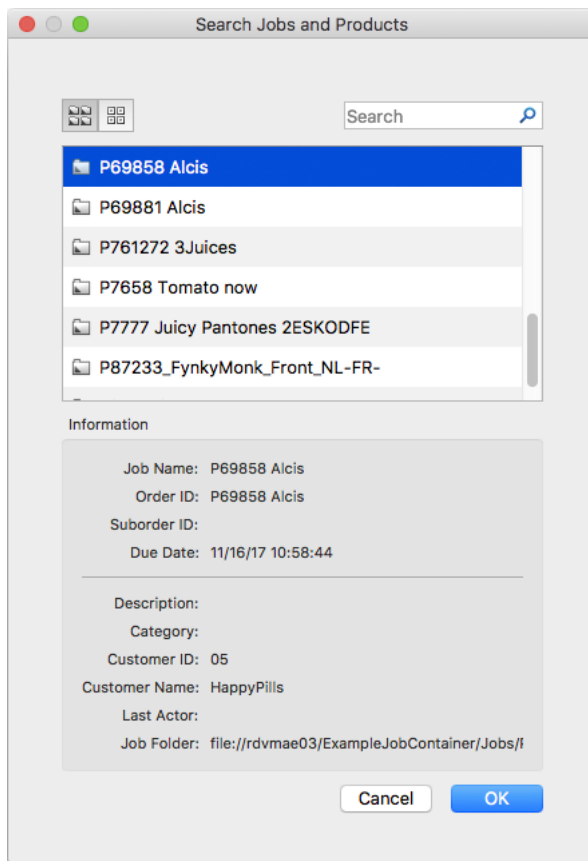 Search Jobs and Products
Search
P69858 Alcis
P69881 Alcis
P761272 3Juices
P7658 Tomato now
P7777 Juicy Pantones 2ESKODFE
P87233_FynkyMonk_Front_NL-FR-
Information
Job Name: P69858 Alcis
Order ID: P69858 Alcis
Suborder ID:
Due Date: 11/16/17 10:58:44
Description:
Category:
Customer ID: 05
Customer Name: HappyPills
Last Actor:
Job Folder: file://rdvmae03/ExampleJobContainer/Jobs/
Cancel OK